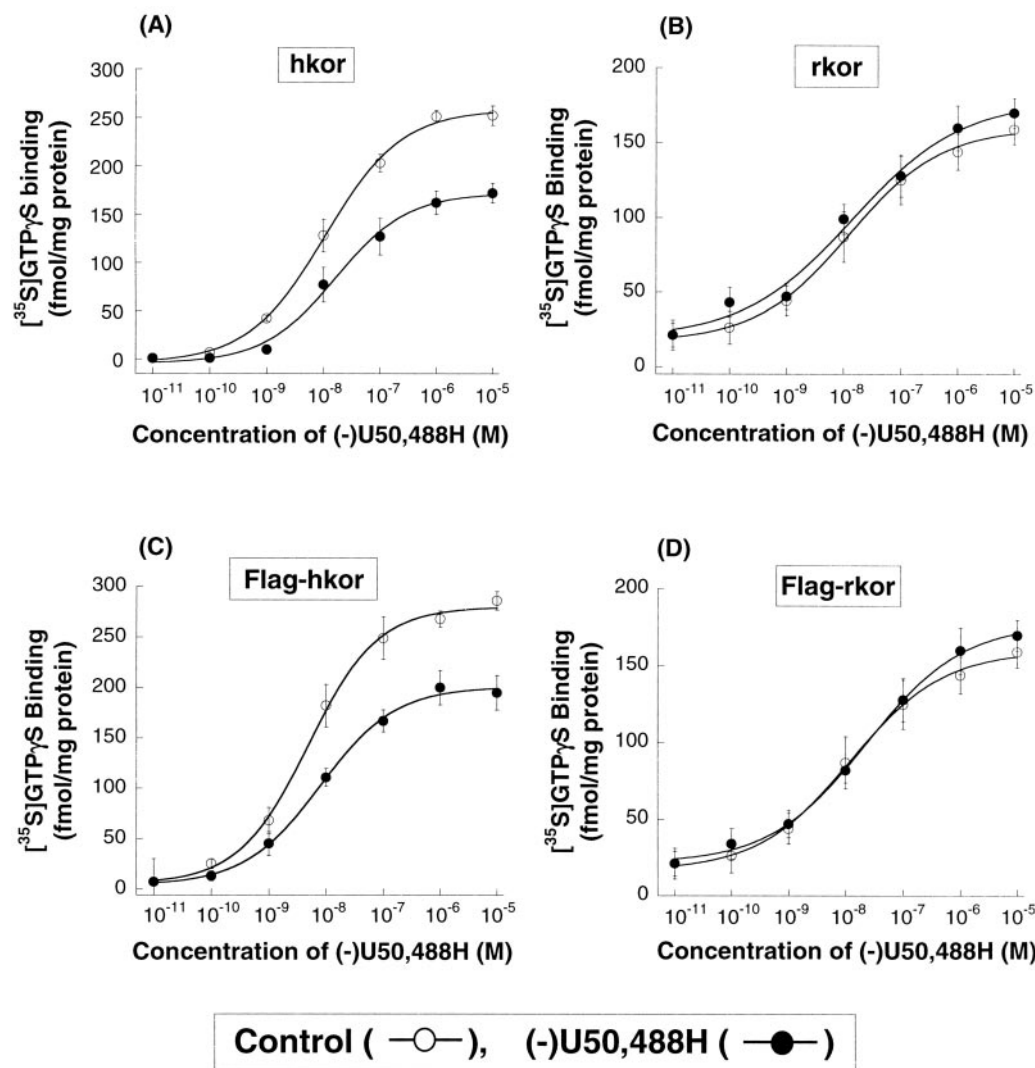 (A)
hkor
[³⁵S]GTPγS binding
(fmol/mg protein)
300
250
200
150
100
50
0
10⁻¹¹ 10⁻¹⁰ 10⁻⁹ 10⁻⁸ 10⁻⁷ 10⁻⁶ 10⁻⁵
Concentration of (-)U50,488H (M)
(B)
rkor
[³⁵S]GTPγS Binding
(fmol/mg protein)
200
150
100
50
0
10⁻¹¹ 10⁻¹⁰ 10⁻⁹ 10⁻⁸ 10⁻⁷ 10⁻⁶ 10⁻⁵
Concentration of (-)U50,488H (M)
(C)
Flag-hkor
[³⁵S]GTPγS Binding
(fmol/mg protein)
300
250
200
150
100
50
0
10⁻¹¹ 10⁻¹⁰ 10⁻⁹ 10⁻⁸ 10⁻⁷ 10⁻⁶ 10⁻⁵
Concentration of (-)U50,488H (M)
(D)
Flag-rkor
[³⁵S]GTPγS Binding
(fmol/mg protein)
200
150
100
50
0
10⁻¹¹ 10⁻¹⁰ 10⁻⁹ 10⁻⁸ 10⁻⁷ 10⁻⁶ 10⁻⁵
Concentration of (-)U50,488H (M)
Control ( —○— ), (-)U50,488H ( —●— )